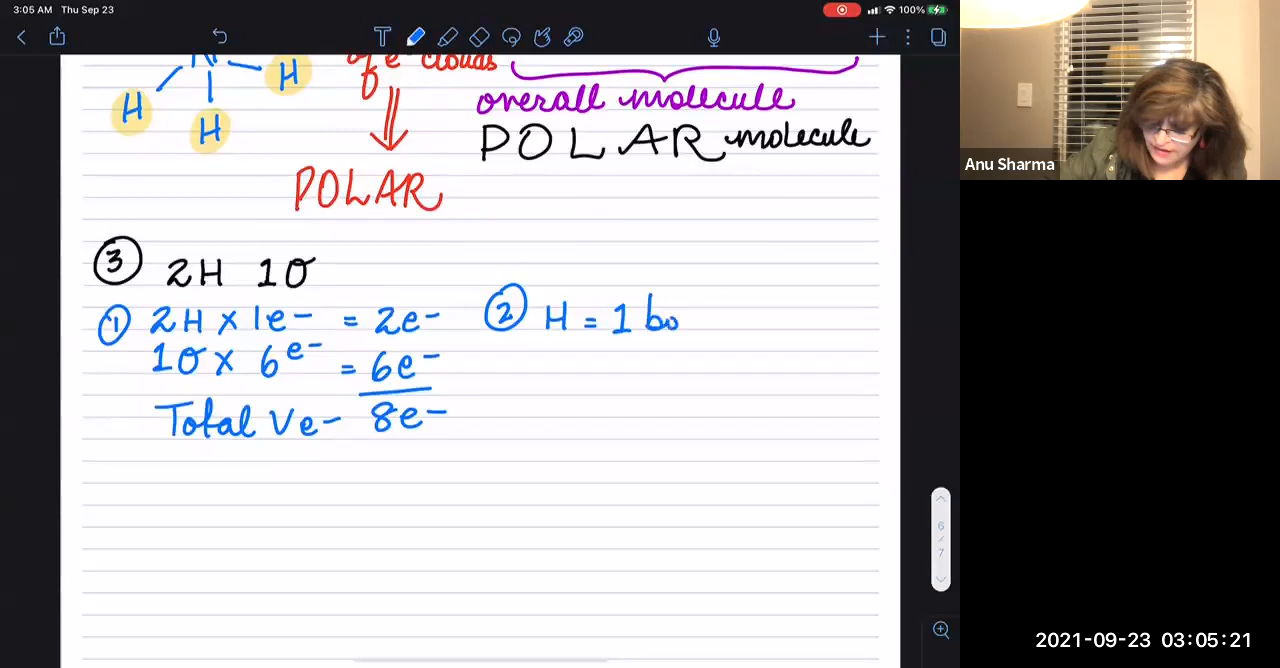 3:05 AM Thu Sep 23
100%
T
N
H
H
H
of e⁻ clouds
POLAR
overall molecule
POLAR molecule
Anu Sharma
③ 2H 1O
① 2H × 1e- = 2e-
1O × 6e- = 6e-
Total Ve- 8e-
② H = 1 bo
6
7
2021-09-23 03:05:21